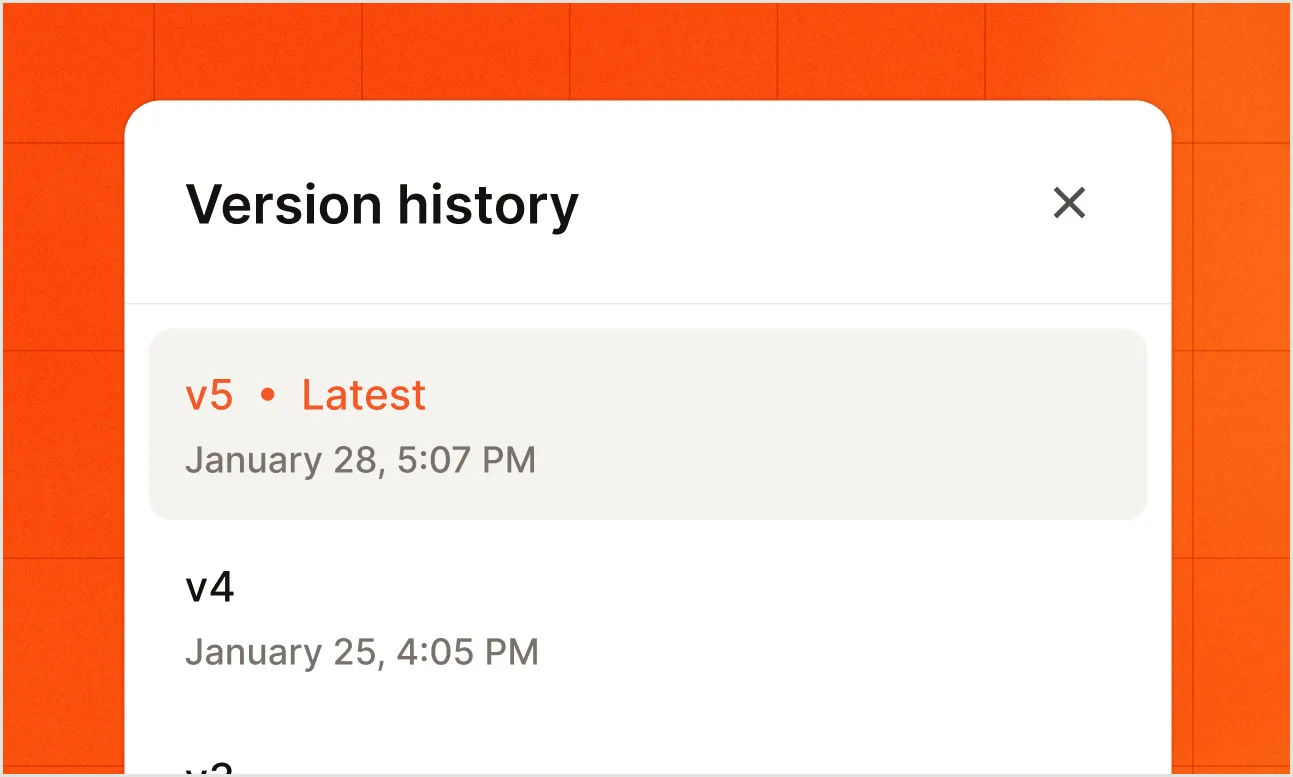 Version history
v5 • Latest
January 28, 5:07 PM
v4
January 25, 4:05 PM